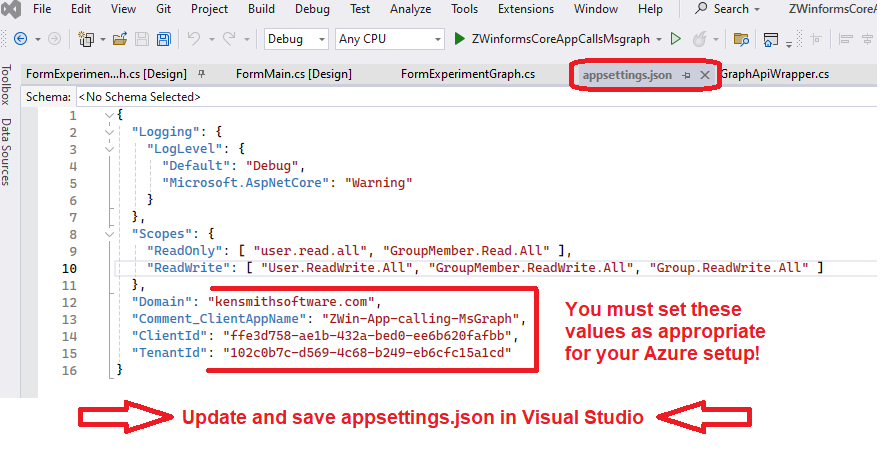 File Edit View Git Project Build Debug Test Analyze Tools Extensions Window Help Search ZWinformsCoreAp
Debug Any CPU ZWinformsCoreAppCallsMsgraph
FormExperimen...h.cs [Design] FormMain.cs [Design] FormExperimentGraph.cs appsettings.json GraphApiWrapper.cs
Toolbox
Data Sources
Schema: <No Schema Selected>
1 {
2 "Logging": {
3 "LogLevel": {
4 "Default": "Debug",
5 "Microsoft.AspNetCore": "Warning"
6 }
7 },
8 "Scopes": {
9 "ReadOnly": [ "user.read.all", "GroupMember.Read.All" ],
10 "ReadWrite": [ "User.ReadWrite.All", "GroupMember.ReadWrite.All", "Group.ReadWrite.All" ]
11 },
12 "Domain": "kensmithsoftware.com",
13 "Comment_ClientAppName": "ZWin-App-calling-MsGraph",
14 "ClientId": "ffe3d758-ae1b-432a-bed0-ee6b620fafbb",
15 "TenantId": "102c0b7c-d569-4c68-b249-eb6cfc15a1cd"
16 }
You must set these
values as appropriate
for your Azure setup!
Update and save appsettings.json in Visual Studio